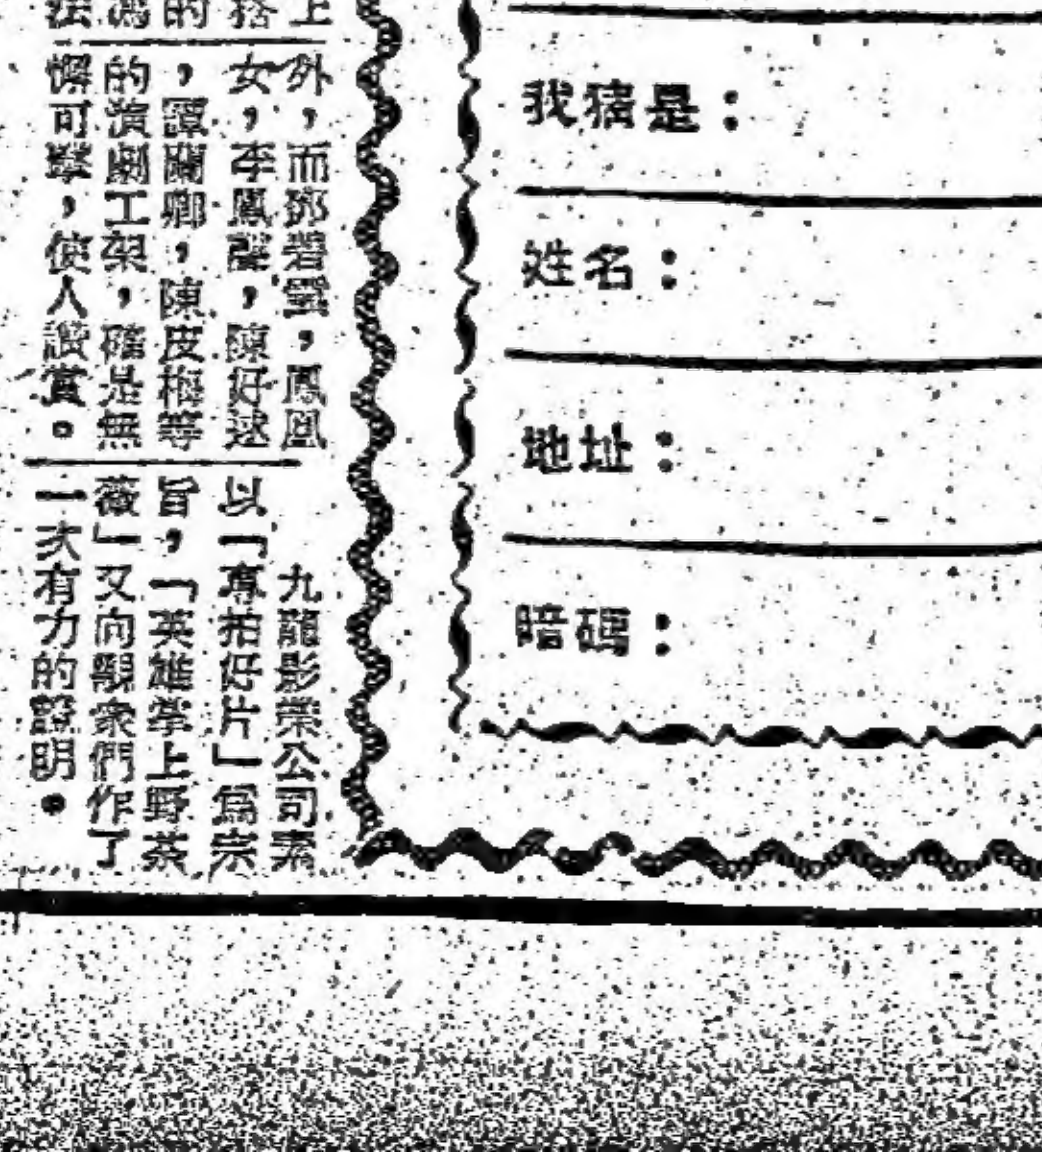 我猜是：
姓名：
地址：
暗碼：
上
搭
的
外，而鄧碧雲，鳳凰
女，李鳳聲，陳好逑
，譚蘭卿，陳皮梅等
的演劇工架，確是無
懈可擊，使人讚賞。
九龍影業公司素
以「專拍好片」為宗
旨，「英雄掌上野荼
薇」又向觀衆們作了
一次有力的證明。